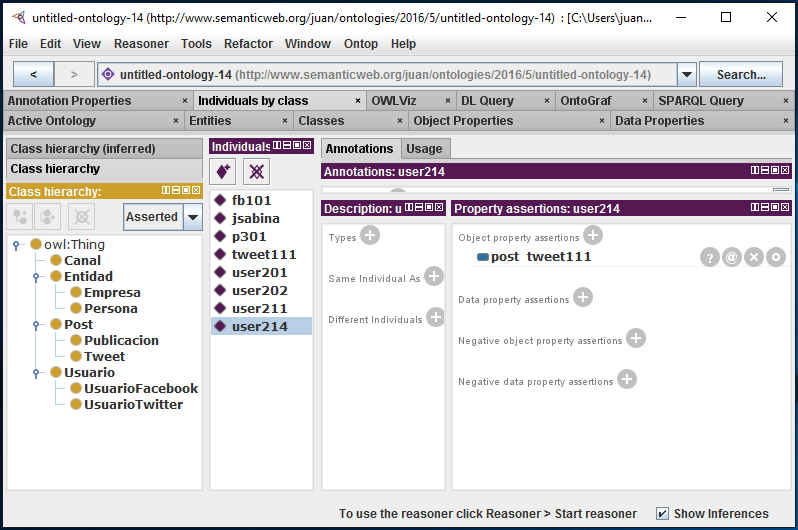 untitled-ontology-14 (http://www.semanticweb.org/juan/ontologies/2016/5/untitled-ontology-14) : [C:\Users\juan...
File Edit View Reasoner Tools Refactor Window Ontop Help
< > untitled-ontology-14 (http://www.semanticweb.org/juan/ontologies/2016/5/untitled-ontology-14) Search...
Annotation Properties × Individuals by class × OWLViz × DL Query × OntoGraf × SPARQL Query ×
Active Ontology × Entities × Classes × Object Properties × Data Properties ×
Class hierarchy (inferred)
Class hierarchy
Class hierarchy:
Asserted
owl:Thing
Canal
Entidad
Empresa
Persona
Post
Publicacion
Tweet
Usuario
UsuarioFacebook
UsuarioTwitter
Individuals
fb101
jsabina
p301
tweet111
user201
user202
user211
user214
Annotations Usage
Annotations: user214
Description: u
Types
Same Individual As
Different Individuals
Property assertions: user214
Object property assertions
post tweet111 ? @ × o
Data property assertions
Negative object property assertions
Negative data property assertions
To use the reasoner click Reasoner > Start reasoner Show Inferences